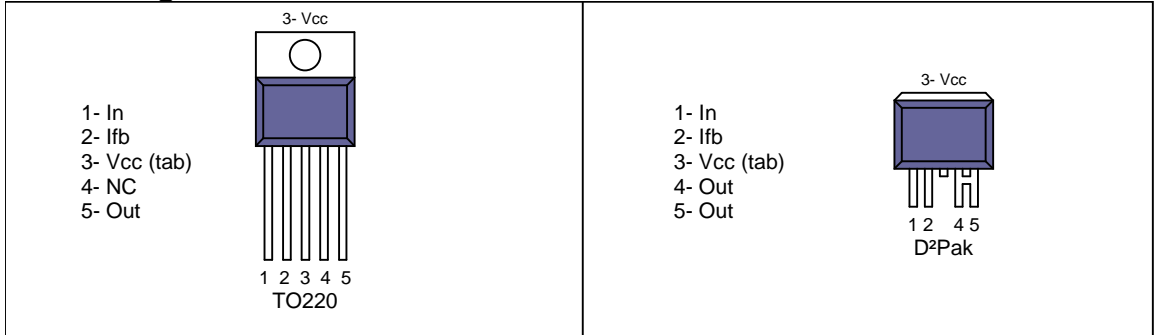 3- Vcc
1- In
2- Ifb
3- Vcc (tab)
4- NC
5- Out
1 2 3 4 5
TO220
3- Vcc
1- In
2- Ifb
3- Vcc (tab)
4- Out
5- Out
1 2 4 5
D²Pak